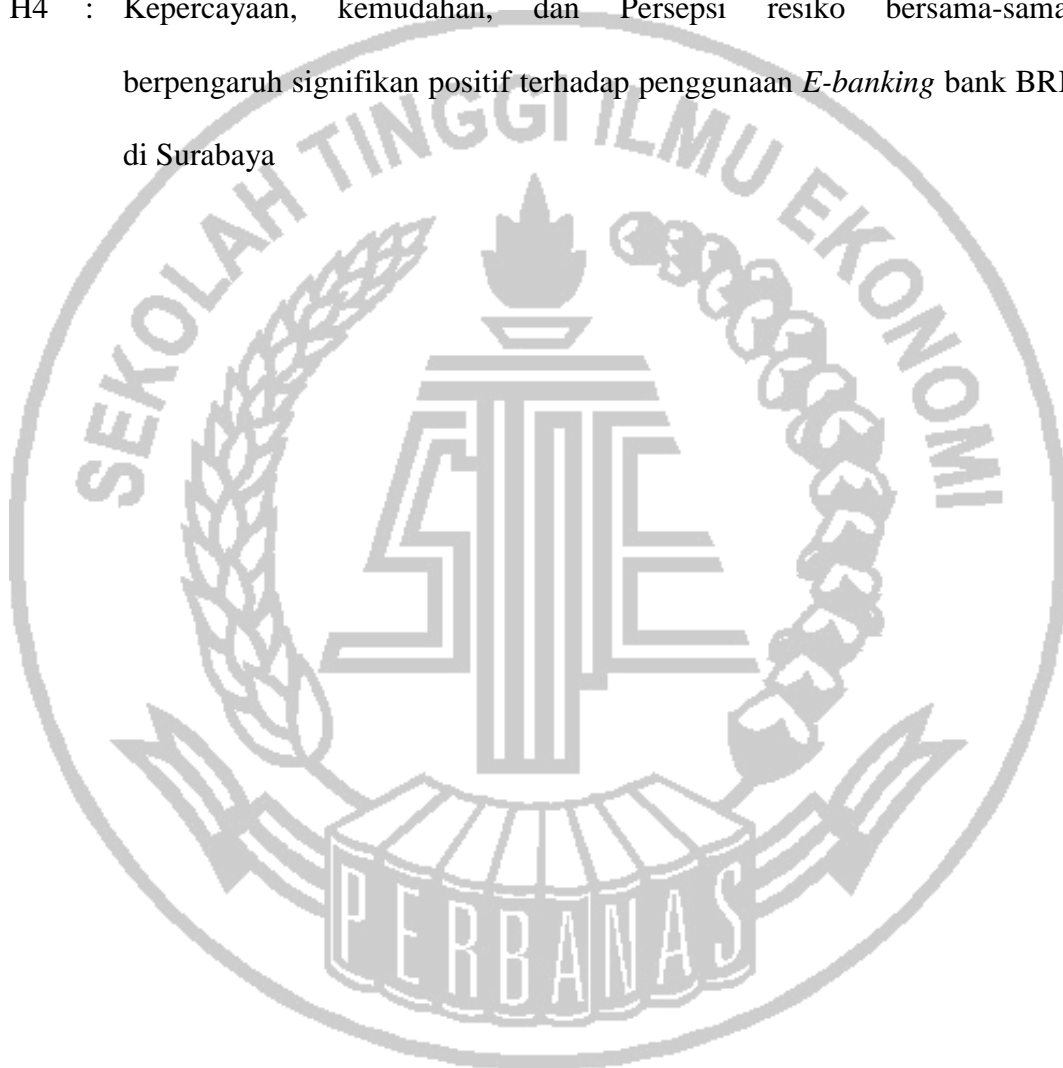 H4 : Kepercayaan, kemudahan, dan Persepsi resiko bersama-sama
berpengaruh signifikan positif terhadap penggunaan E-banking bank BRI
di Surabaya
SEKOLAH TINGGI ILMU EKONOMI
STIE
PERBANAS